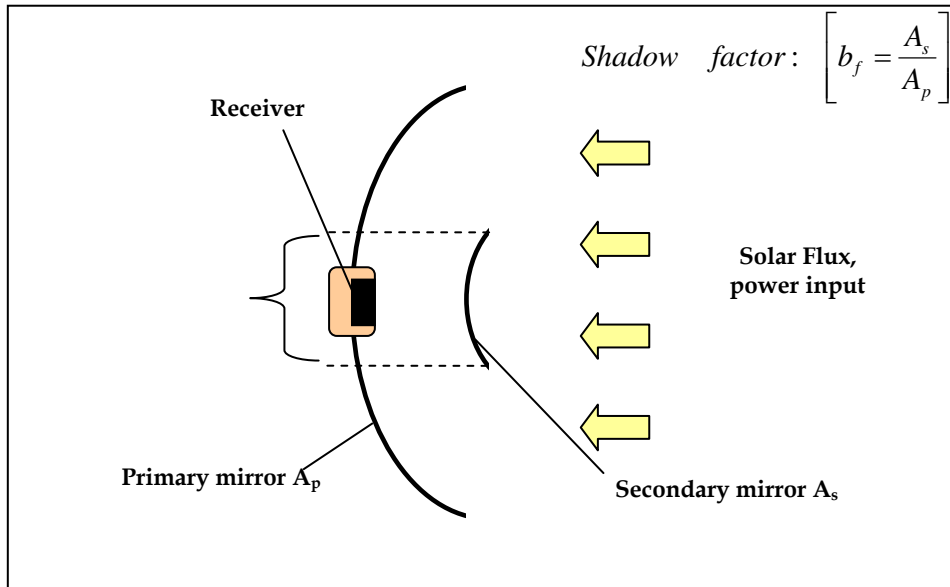 Shadow factor: [b_f = A_s / A_p]
Receiver
Solar Flux,
power input
Primary mirror A_p
Secondary mirror A_s